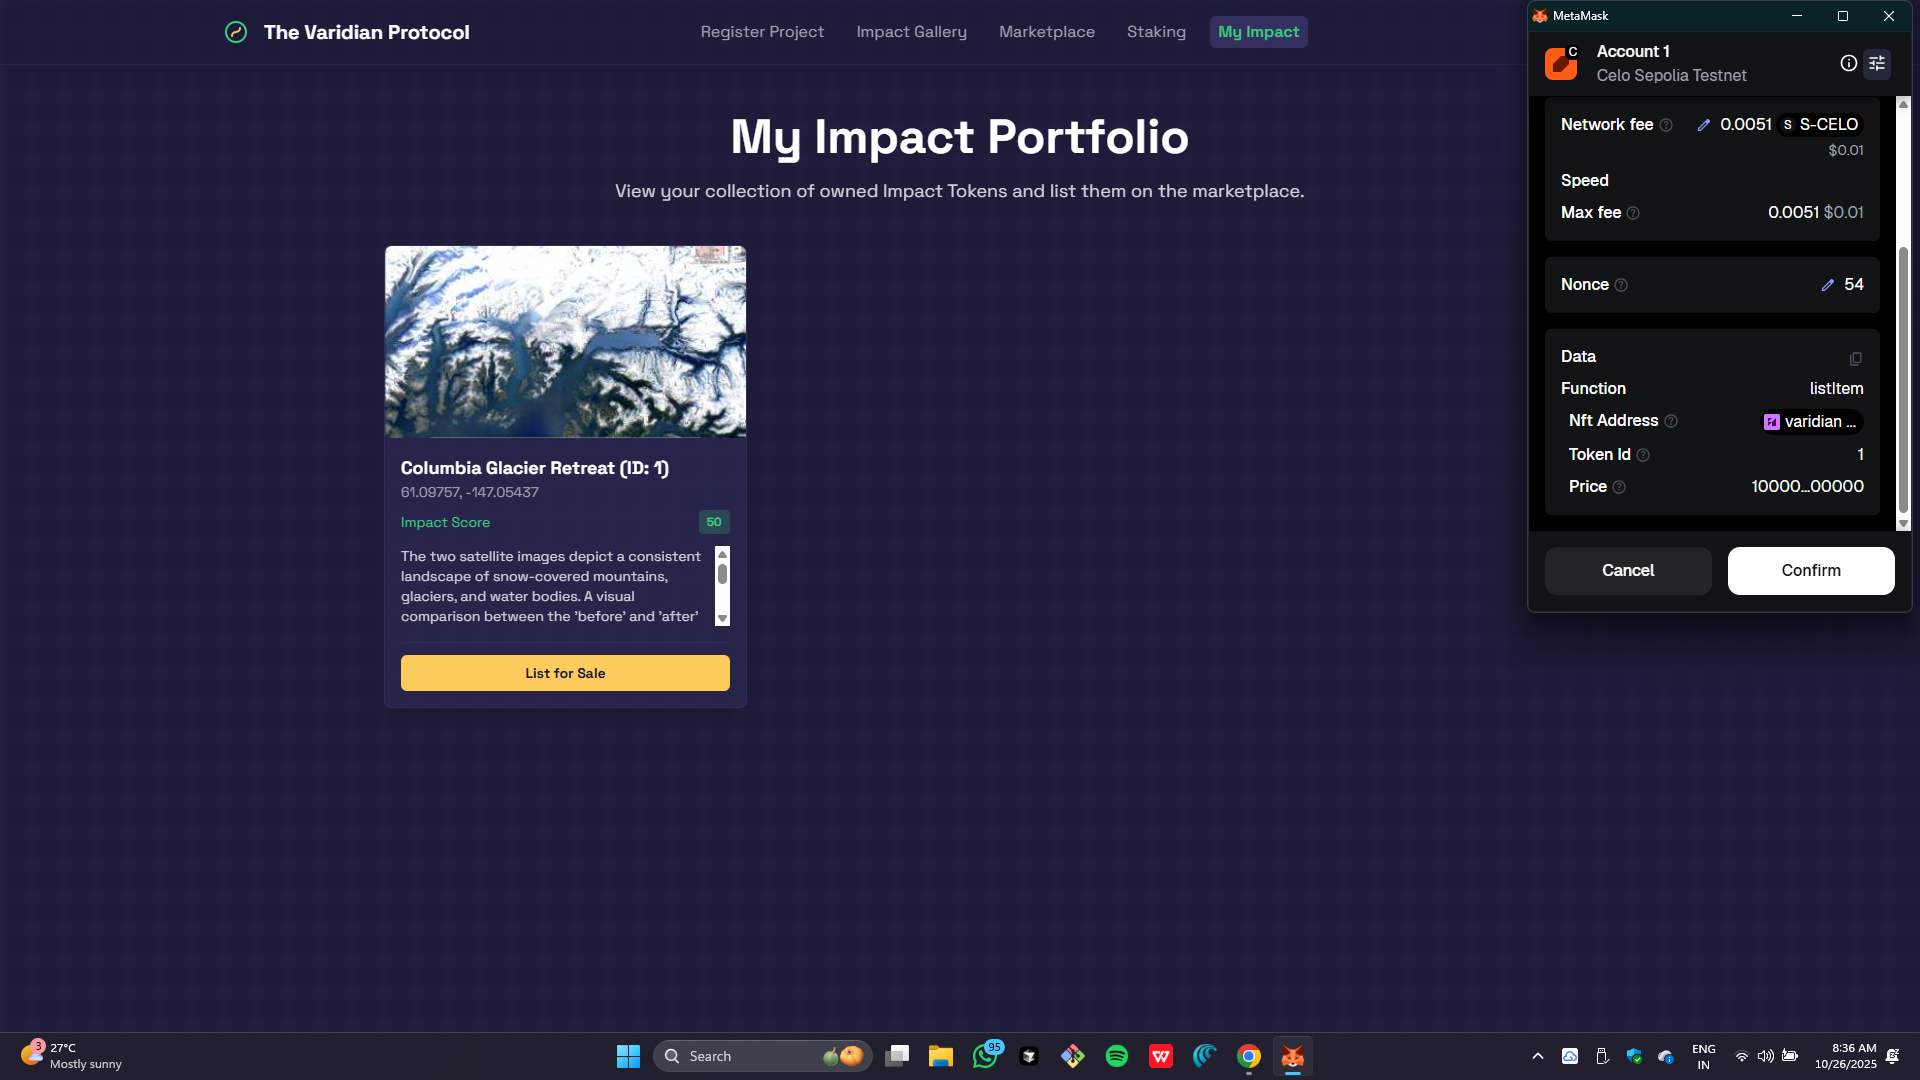 The Varidian Protocol
Register Project
Impact Gallery
Marketplace
Staking
My Impact
My Impact Portfolio
View your collection of owned Impact Tokens and list them on the marketplace.
Columbia Glacier Retreat (ID: 1)
61.09757, -147.05437
Impact Score
50
The two satellite images depict a consistent
landscape of snow-covered mountains,
glaciers, and water bodies. A visual
comparison between the 'before' and 'after'
List for Sale
MetaMask
C
Account 1
Celo Sepolia Testnet
Network fee
0.0051 S S-CELO
$0.01
Speed
Max fee
0.0051 $0.01
Nonce
54
Data
Function
listItem
Nft Address
varidian ...
Token Id
1
Price
10000...00000
Cancel
Confirm
3
27°C
Mostly sunny
Search
95
ENG
IN
8:36 AM
10/26/2025